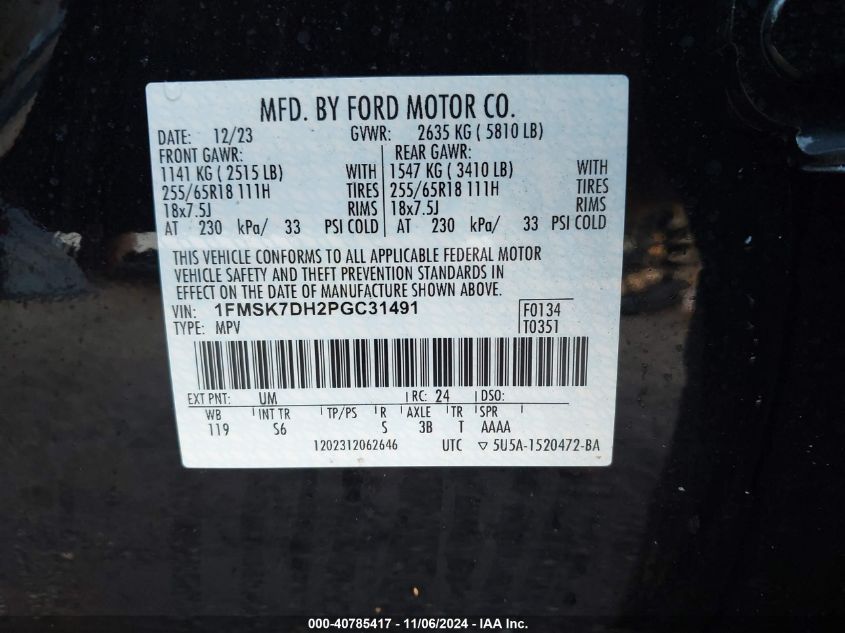 MFD. BY FORD MOTOR CO.
DATE: 12/23 GVWR: 2635 KG ( 5810 LB)
FRONT GAWR: REAR GAWR:
1141 KG ( 2515 LB) WITH 1547 KG ( 3410 LB) WITH
255/65R18 111H TIRES 255/65R18 111H TIRES
18x7.5J RIMS 18x7.5J RIMS
AT 230 kPa/ 33 PSI COLD AT 230 kPa/ 33 PSI COLD
THIS VEHICLE CONFORMS TO ALL APPLICABLE FEDERAL MOTOR
VEHICLE SAFETY AND THEFT PREVENTION STANDARDS IN
EFFECT ON THE DATE OF MANUFACTURE SHOWN ABOVE.
VIN: 1FMSK7DH2PGC31491 F0134
TYPE: MPV T0351
EXT PNT: UM RC: 24 DSO:
WB INT TR TP/PS R AXLE TR SPR
119 S6 S 3B T AAAA
1202312062646 UTC ▽ 5U5A-1520472-BA
000-40785417 - 11/06/2024 - IAA Inc.